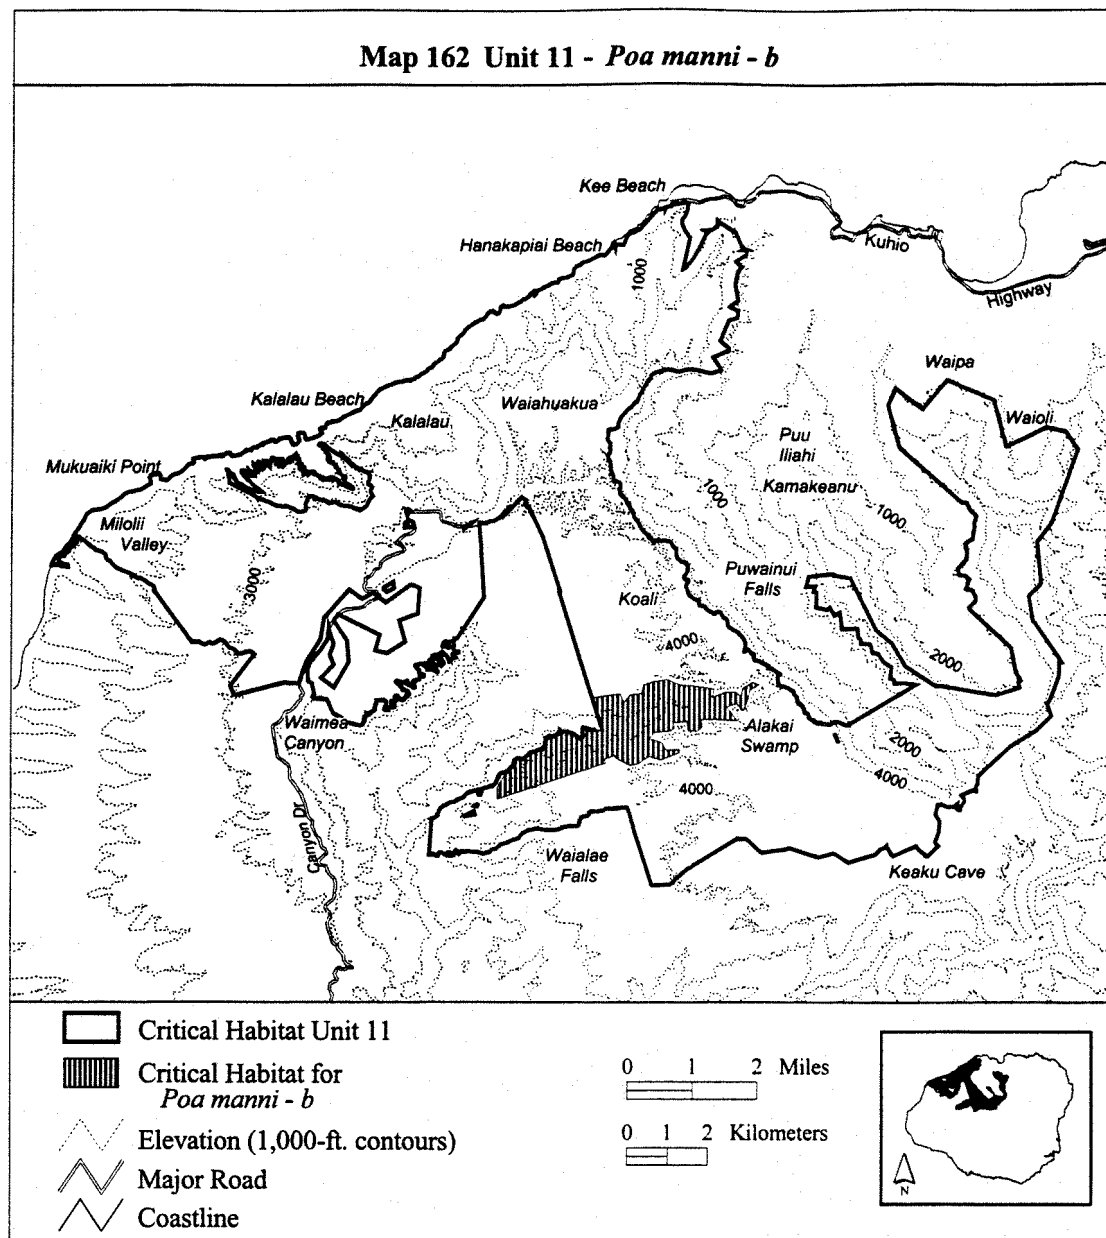 Map 162 Unit 11 - Poa manni - b
Kee Beach
Hanakapiai Beach
Kuhio
Highway
1000
Waipa
Kalalau Beach
Kalalau
Waiahuakua
Waioli
Puu
Iliahi
Mukuaiki Point
Kamakeanu
1000
1000
Milolii
Valley
3000
Koali
Puwainui
Falls
4000
2000
Waimea
Canyon
Alakai
Swamp
2000
4000
4000
Canyon Dr
Waialae
Falls
Keaku Cave
Critical Habitat Unit 11
Critical Habitat for
Poa manni - b
Elevation (1,000-ft. contours)
Major Road
Coastline
0 1 2 Miles
0 1 2 Kilometers
N